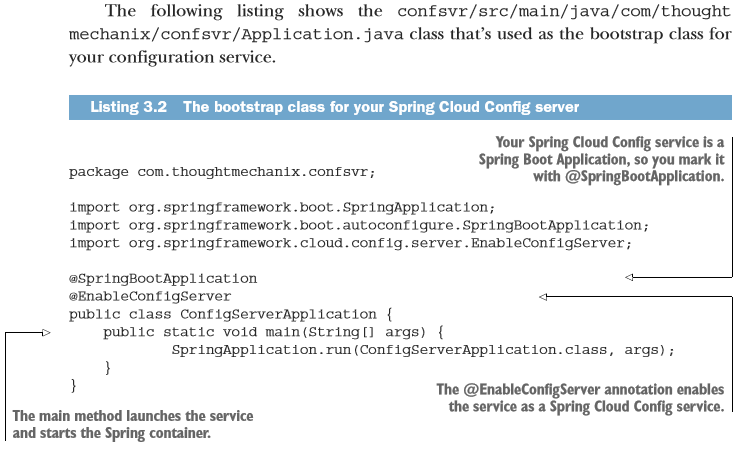 The following listing shows the confsvr/src/main/java/com/thought
mechanix/confsvr/Application.java class that's used as the bootstrap class for
your configuration service.
Listing 3.2 The bootstrap class for your Spring Cloud Config server
Your Spring Cloud Config service is a
Spring Boot Application, so you mark it
with @SpringBootApplication.
package com.thoughtmechanix.confsvr;
import org.springframework.boot.SpringApplication;
import org.springframework.boot.autoconfigure.SpringBootApplication;
import org.springframework.cloud.config.server.EnableConfigServer;
@SpringBootApplication
@EnableConfigServer
public class ConfigServerApplication {
public static void main(String[] args) {
SpringApplication.run(ConfigServerApplication.class, args);
}
}
The @EnableConfigServer annotation enables
the service as a Spring Cloud Config service.
The main method launches the service
and starts the Spring container.